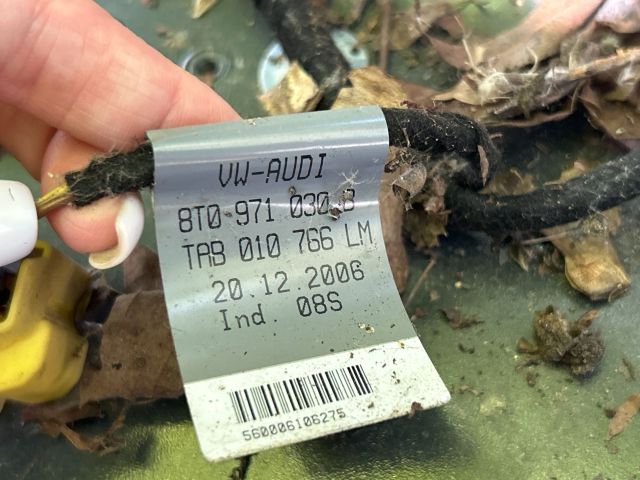 VW-AUDI
8T0 971 030 B
TAB 010 766 LM
20.12.2006
Ind. 08S
560006106275